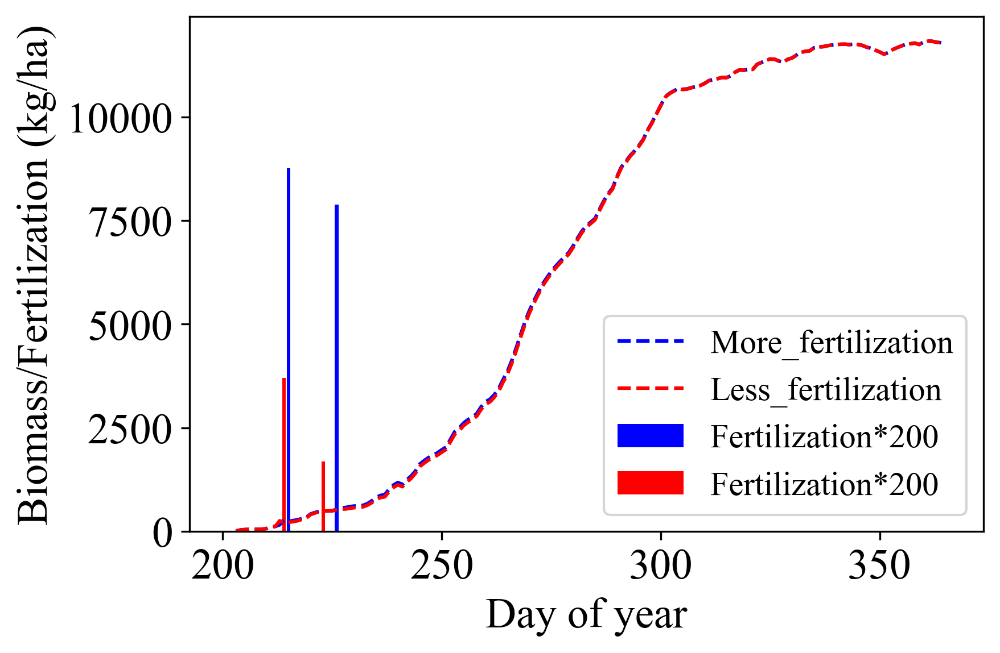 Biomass/Fertilization (kg/ha)
10000
7500
5000
2500
0
More_fertilization
Less_fertilization
Fertilization*200
Fertilization*200
200 250 300 350
Day of year